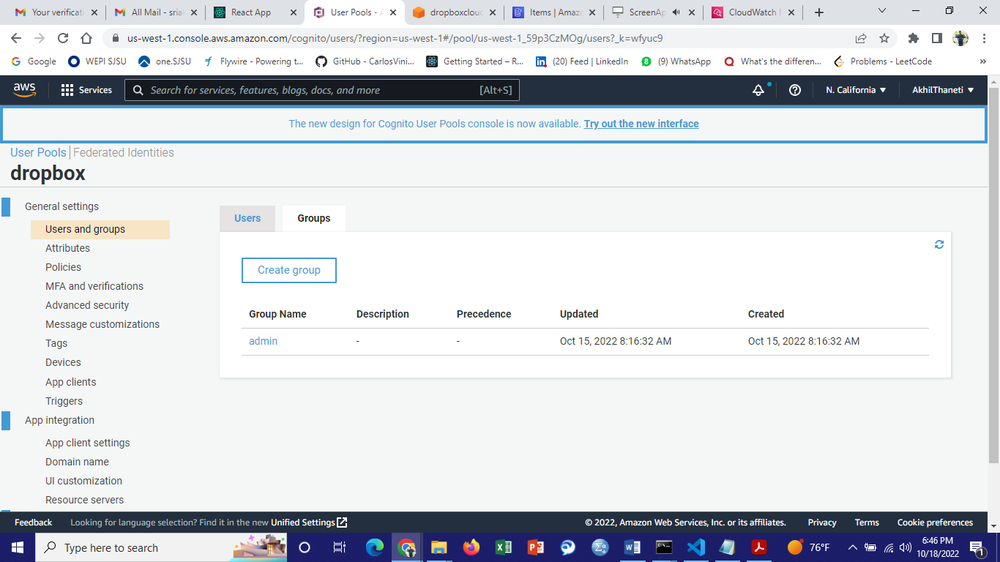 Your verificati
All Mail - sria
React App
User Pools - A
dropboxclou
Items | Amazo
ScreenAp
CloudWatch M
us-west-1.console.aws.amazon.com/cognito/users/?region=us-west-1#/pool/us-west-1_59p3CzMOg/users?_k=wfyuc9
Google
WEPI SJSU
one.SJSU
Flywire - Powering t...
GitHub - CarlosVini...
Getting Started – R...
(20) Feed | LinkedIn
(9) WhatsApp
What's the differen...
Problems - LeetCode
»
aws
Services
Search for services, features, blogs, docs, and more [Alt+S]
N. California
AkhilThaneti
The new design for Cognito User Pools console is now available. Try out the new interface
User Pools | Federated Identities
dropbox
General settings
Users and groups
Attributes
Policies
MFA and verifications
Advanced security
Message customizations
Tags
Devices
App clients
Triggers
App integration
App client settings
Domain name
UI customization
Resource servers
Users
Groups
Create group
Group Name Description Precedence Updated Created
admin - - Oct 15, 2022 8:16:32 AM Oct 15, 2022 8:16:32 AM
Feedback
Looking for language selection? Find it in the new Unified Settings
© 2022, Amazon Web Services, Inc. or its affiliates.
Privacy
Terms
Cookie preferences
Type here to search
76°F
6:46 PM
10/18/2022
1